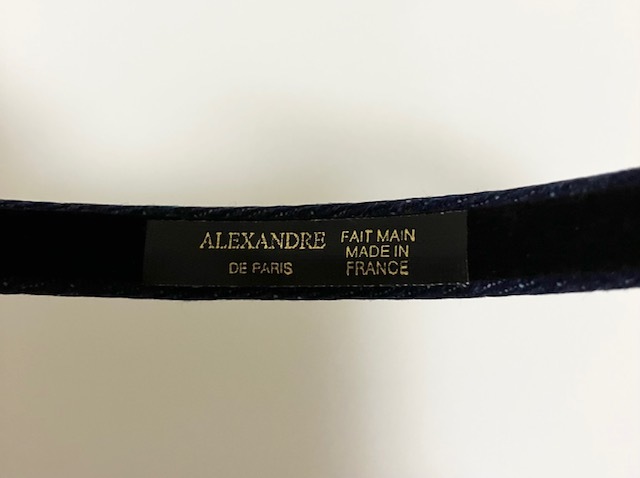 ALEXANDRE
DE PARIS
FAIT MAIN
MADE IN
FRANCE